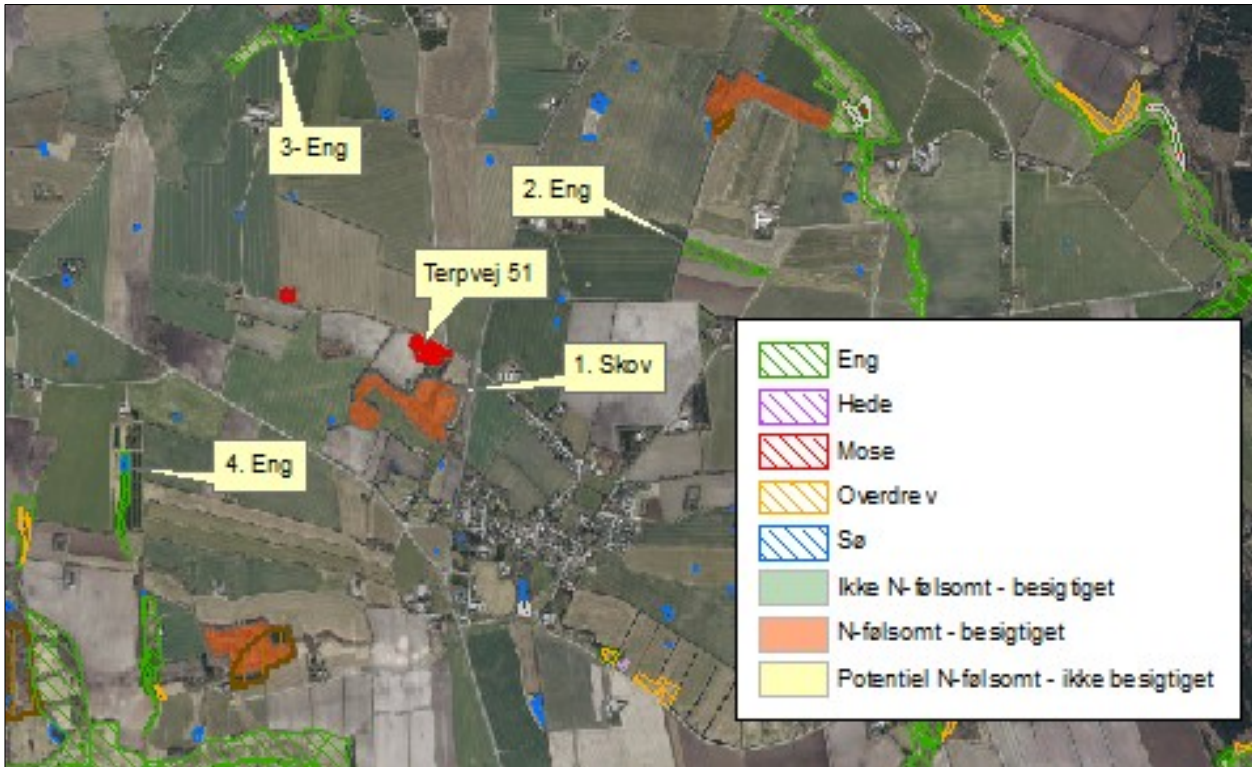 3- Eng
2. Eng
Terpvej 51
1. Skov
4. Eng
Eng
Hede
Mose
Overdrev
Sø
Ikke N-følsomt - besigtiget
N-følsomt - besigtiget
Potentiel N-følsomt - ikke besigtiget